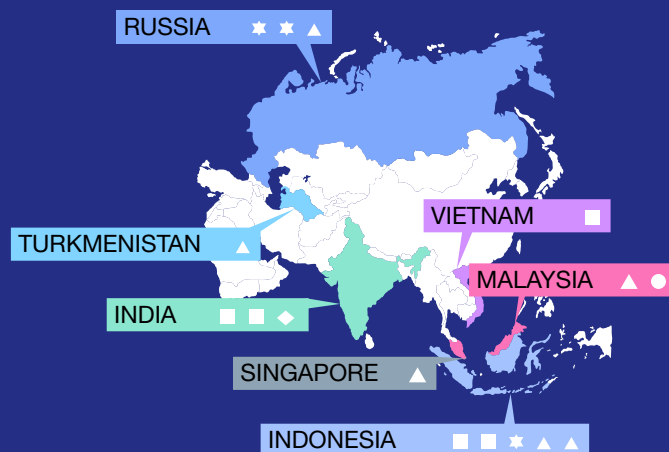 RUSSIA
VIETNAM
TURKMENISTAN
MALAYSIA
INDIA
SINGAPORE
INDONESIA